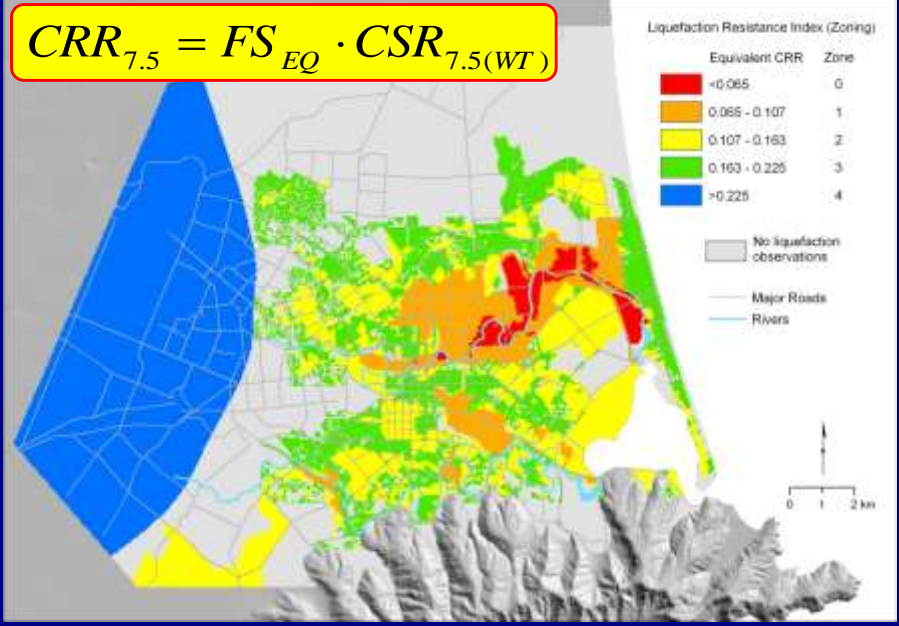 CRR7.5 = FS EQ · CSR7.5(WT)
Liquefaction Resistance Index (Zoning)
Equivalent CRR Zone
<0.065 0
0.065 - 0.107 1
0.107 - 0.163 2
0.163 - 0.225 3
>0.225 4
No liquefaction
observations
Major Roads
Rivers
0 1 2 km